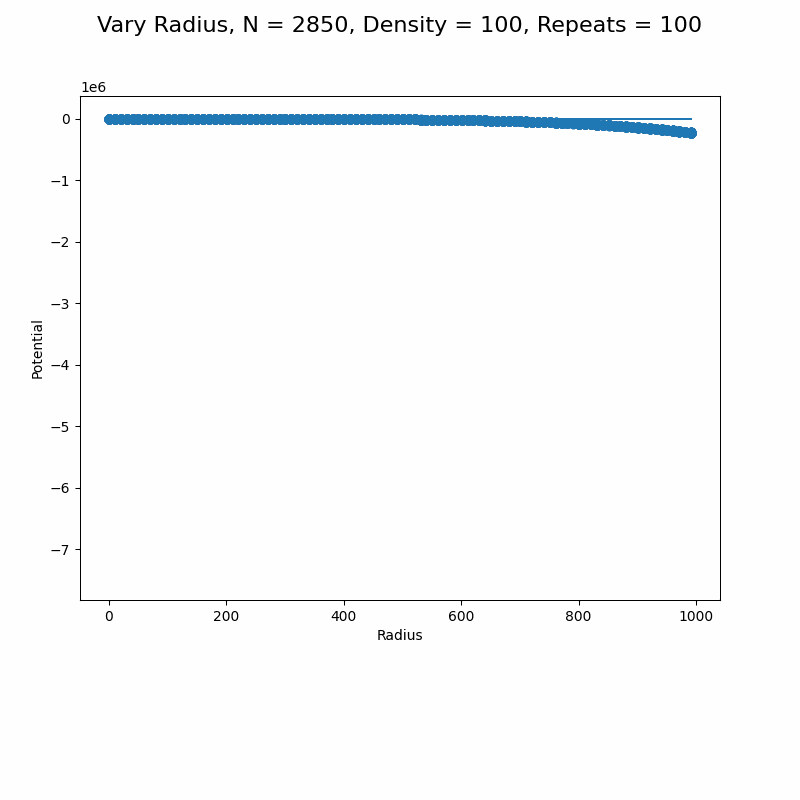 Vary Radius, N = 2850, Density = 100, Repeats = 100
1e6
0
−1
−2
−3
−4
−5
−6
−7
Potential
0 200 400 600 800 1000
Radius